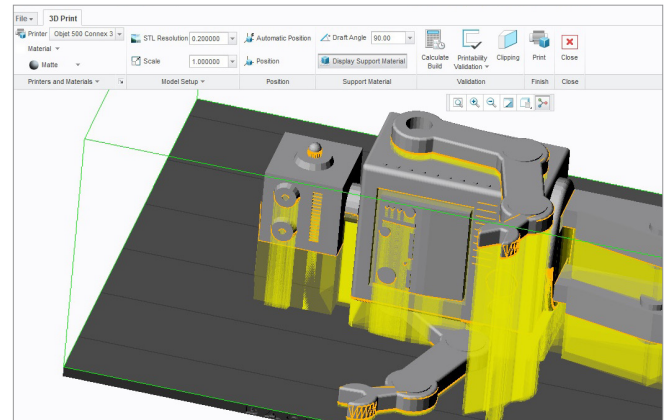 File 3D Print
Printer Objet 500 Connex 3 STL Resolution 0.200000 Automatic Position Draft Angle 90.00
Material
Matte Scale 1.000000 Position Display Support Material Calculate Build Printability Validation Clipping Print Close
Printers and Materials Model Setup Position Support Material Validation Finish Close